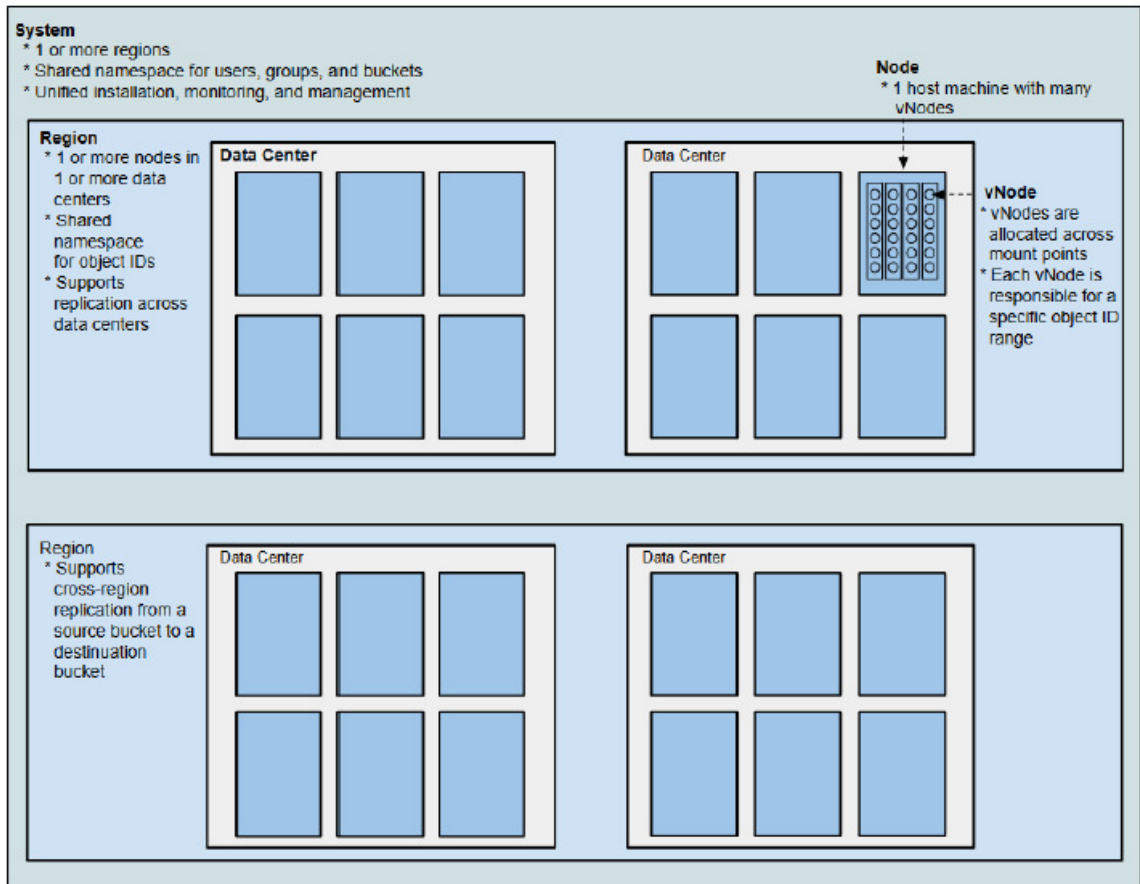 System
* 1 or more regions
* Shared namespace for users, groups, and buckets
* Unified installation, monitoring, and management
Node
* 1 host machine with many
vNodes
Region
* 1 or more nodes in
1 or more data
centers
* Shared
namespace
for object IDs
* Supports
replication across
data centers
Data Center
Data Center
vNode
* vNodes are
allocated across
mount points
* Each vNode is
responsible for a
specific object ID
range
Region
* Supports
cross-region
replication from a
source bucket to a
destinuation
bucket
Data Center
Data Center